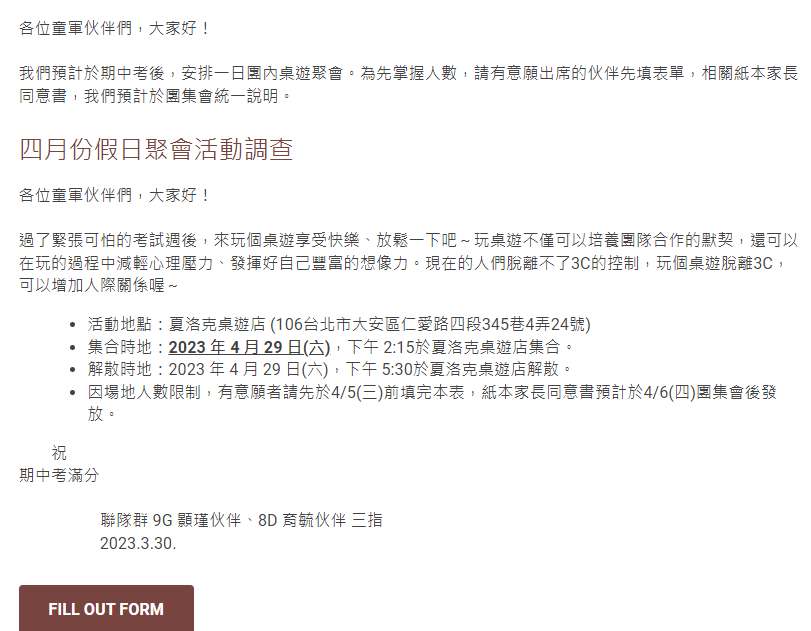 各位童軍伙伴們，大家好！
我們預計於期中考後，安排一日團內桌遊聚會。為先掌握人數，請有意願出席的伙伴先填表單，相關紙本家長
同意書，我們預計於團集會統一說明。
四月份假日聚會活動調查
各位童軍伙伴們，大家好！
過了緊張可怕的考試週後，來玩個桌遊享受快樂、放鬆一下吧～玩桌遊不僅可以培養團隊合作的默契，還可以
在玩的過程中減輕心理壓力、發揮好自己豐富的想像力。現在的人們脫離不了3C的控制，玩個桌遊脫離3C，
可以增加人際關係喔～
• 活動地點：夏洛克桌遊店 (106台北市大安區仁愛路四段345巷4弄24號)
• 集合時地：2023 年 4 月 29 日(六)，下午 2:15於夏洛克桌遊店集合。
• 解散時地：2023 年 4 月 29 日(六)，下午 5:30於夏洛克桌遊店解散。
• 因場地人數限制，有意願者請先於4/5(三)前填完本表，紙本家長同意書預計於4/6(四)團集會後發
放。
祝
期中考滿分
聯隊群 9G 顥瑾伙伴、8D 育毓伙伴 三指
2023.3.30.
FILL OUT FORM